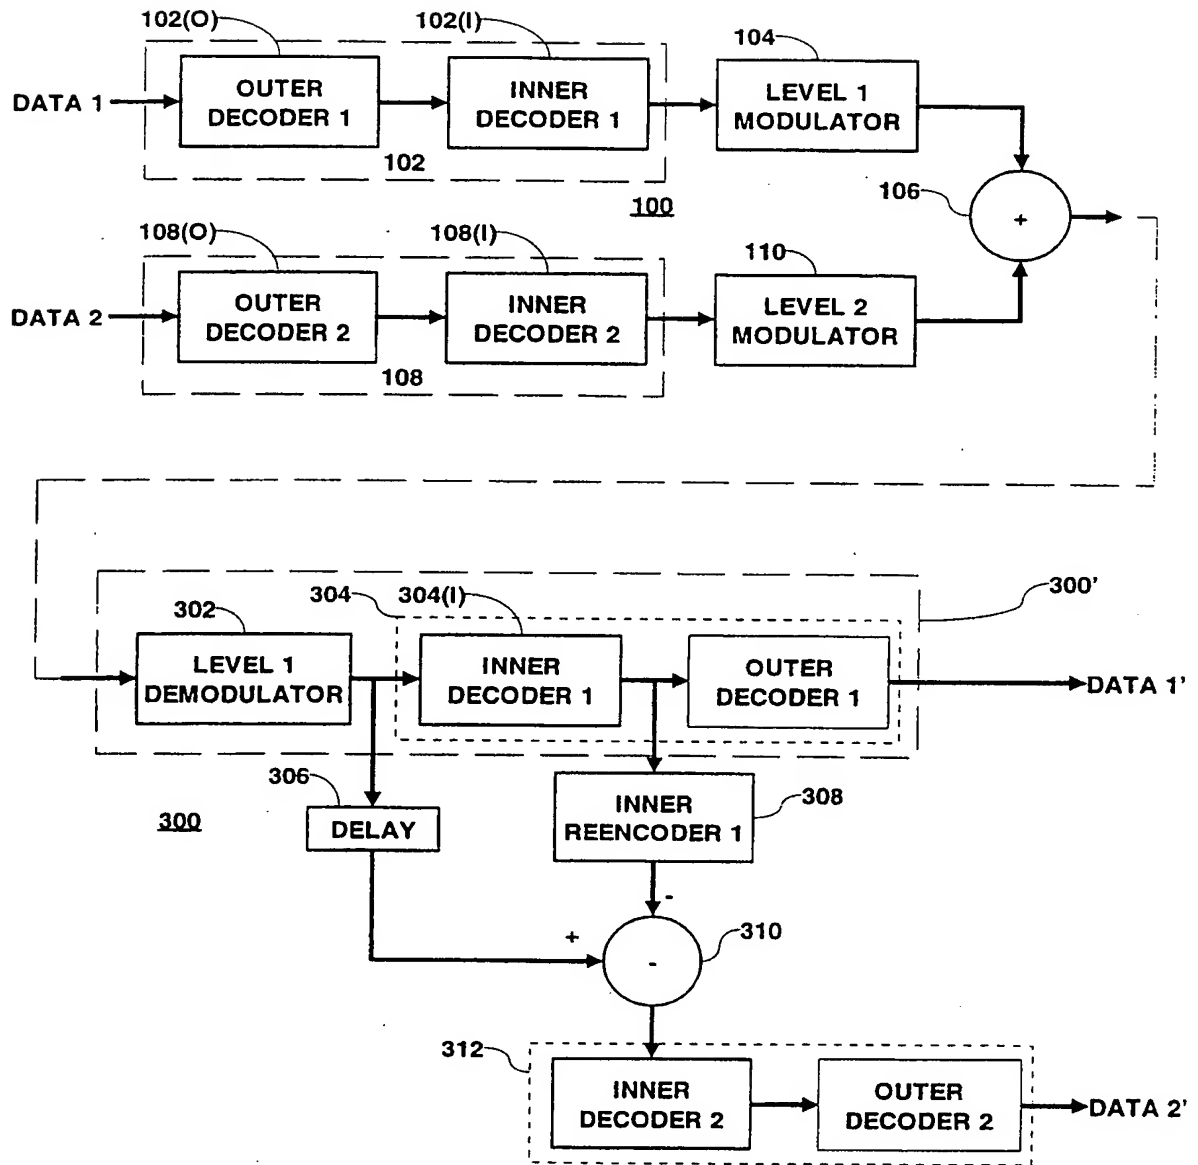 102(O)
102(I)
104
DATA 1
OUTER
DECODER 1
INNER
DECODER 1
LEVEL 1
MODULATOR
102
106
+
100
108(O)
108(I)
110
DATA 2
OUTER
DECODER 2
INNER
DECODER 2
LEVEL 2
MODULATOR
108
300'
304
304(I)
302
LEVEL 1
DEMODULATOR
INNER
DECODER 1
OUTER
DECODER 1
DATA 1'
306
300
DELAY
INNER
REENCODER 1
308
-
+
-
310
312
INNER
DECODER 2
OUTER
DECODER 2
DATA 2'